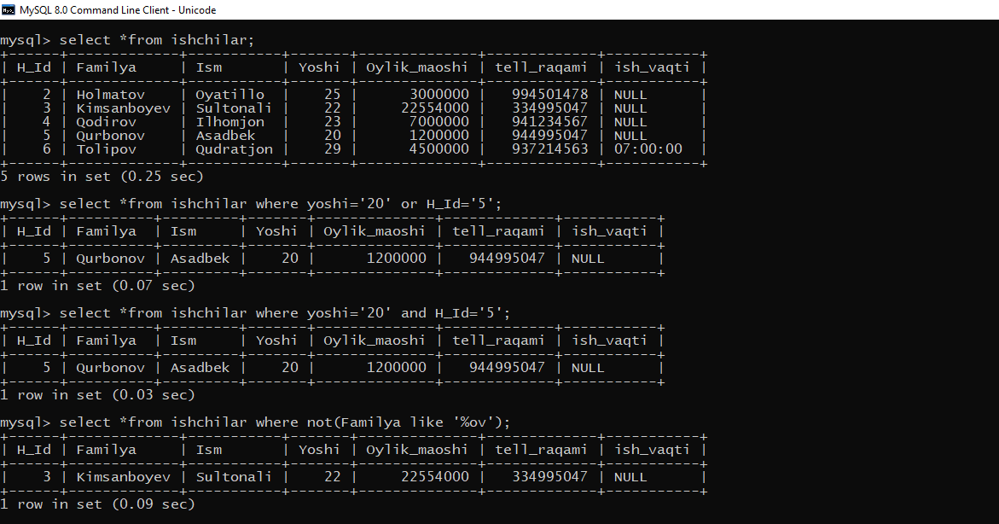 MySQL 8.0 Command Line Client - Unicode
mysql> select *from ishchilar;
+------+------------+-----------+-------+--------------+-------------+-----------+
| H_Id | Familya    | Ism       | Yoshi | Oylik_maoshi | tell_raqami | ish_vaqti |
+------+------------+-----------+-------+--------------+-------------+-----------+
|    2 | Holmatov   | Oyatillo  |    25 |      3000000 |   994501478 | NULL      |
|    3 | Kimsanboyev | Sultonali |    22 |     22554000 |   334995047 | NULL      |
|    4 | Qodirov    | Ilhomjon  |    23 |      7000000 |   941234567 | NULL      |
|    5 | Qurbonov   | Asadbek   |    20 |      1200000 |   944995047 | NULL      |
|    6 | Tolipov    | Qudratjon |    29 |      4500000 |   937214563 | 07:00:00  |
+------+------------+-----------+-------+--------------+-------------+-----------+
5 rows in set (0.25 sec)
mysql> select *from ishchilar where yoshi='20' or H_Id='5';
+------+----------+---------+-------+--------------+-------------+-----------+
| H_Id | Familya  | Ism     | Yoshi | Oylik_maoshi | tell_raqami | ish_vaqti |
+------+----------+---------+-------+--------------+-------------+-----------+
|    5 | Qurbonov | Asadbek |    20 |      1200000 |   944995047 | NULL      |
+------+----------+---------+-------+--------------+-------------+-----------+
1 row in set (0.07 sec)
mysql> select *from ishchilar where yoshi='20' and H_Id='5';
+------+----------+---------+-------+--------------+-------------+-----------+
| H_Id | Familya  | Ism     | Yoshi | Oylik_maoshi | tell_raqami | ish_vaqti |
+------+----------+---------+-------+--------------+-------------+-----------+
|    5 | Qurbonov | Asadbek |    20 |      1200000 |   944995047 | NULL      |
+------+----------+---------+-------+--------------+-------------+-----------+
1 row in set (0.03 sec)
mysql> select *from ishchilar where not(Familya like '%ov');
+------+-------------+-----------+-------+--------------+-------------+-----------+
| H_Id | Familya     | Ism       | Yoshi | Oylik_maoshi | tell_raqami | ish_vaqti |
+------+-------------+-----------+-------+--------------+-------------+-----------+
|    3 | Kimsanboyev | Sultonali |    22 |     22554000 |   334995047 | NULL      |
+------+-------------+-----------+-------+--------------+-------------+-----------+
1 row in set (0.09 sec)